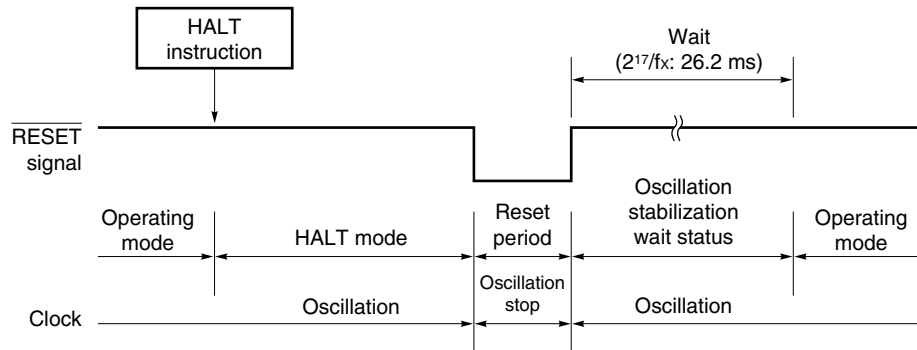 HALT
instruction
Wait
(2¹⁷/fx: 26.2 ms)
RESET
signal
Operating
mode
HALT mode
Reset
period
Oscillation
stabilization
wait status
Operating
mode
Clock
Oscillation
Oscillation
stop
Oscillation